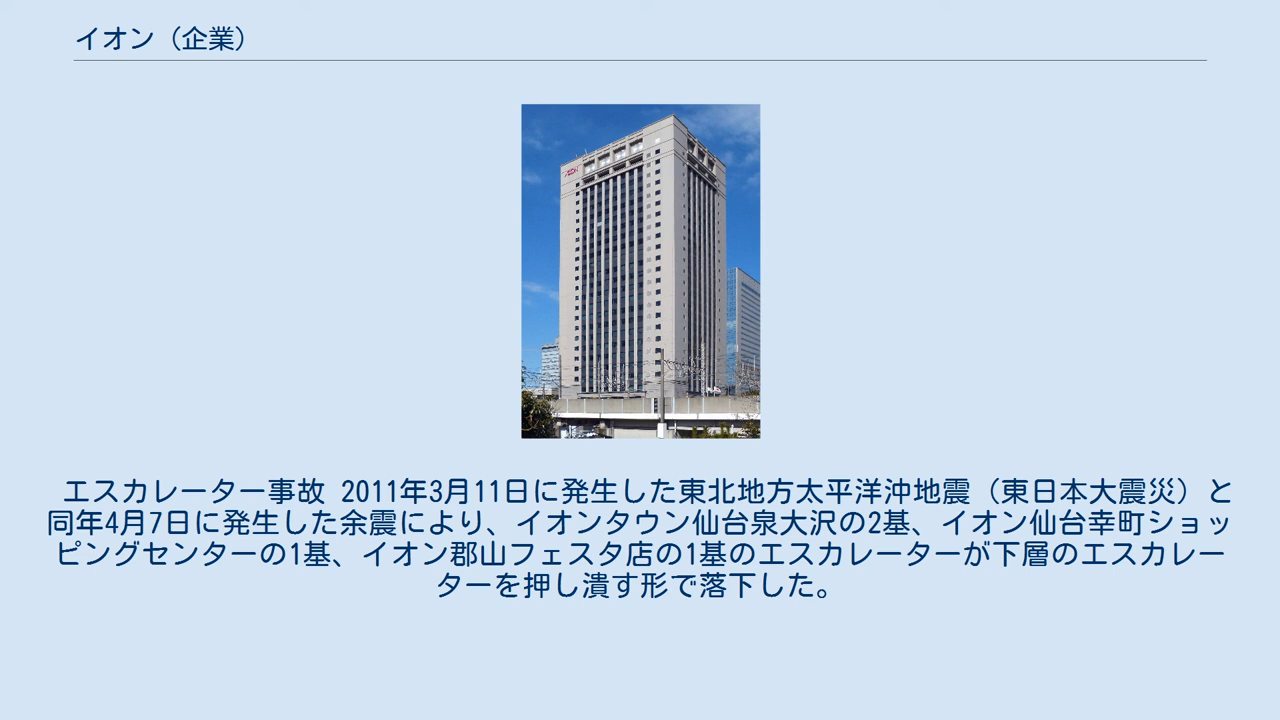 イオン（企業）
AEON
エスカレーター事故 2011年3月11日に発生した東北地方太平洋沖地震（東日本大震災）と
同年4月7日に発生した余震により、イオンタウン仙台泉大沢の2基、イオン仙台幸町ショッ
ピングセンターの1基、イオン郡山フェスタ店の1基のエスカレーターが下層のエスカレー
ターを押し潰す形で落下した。